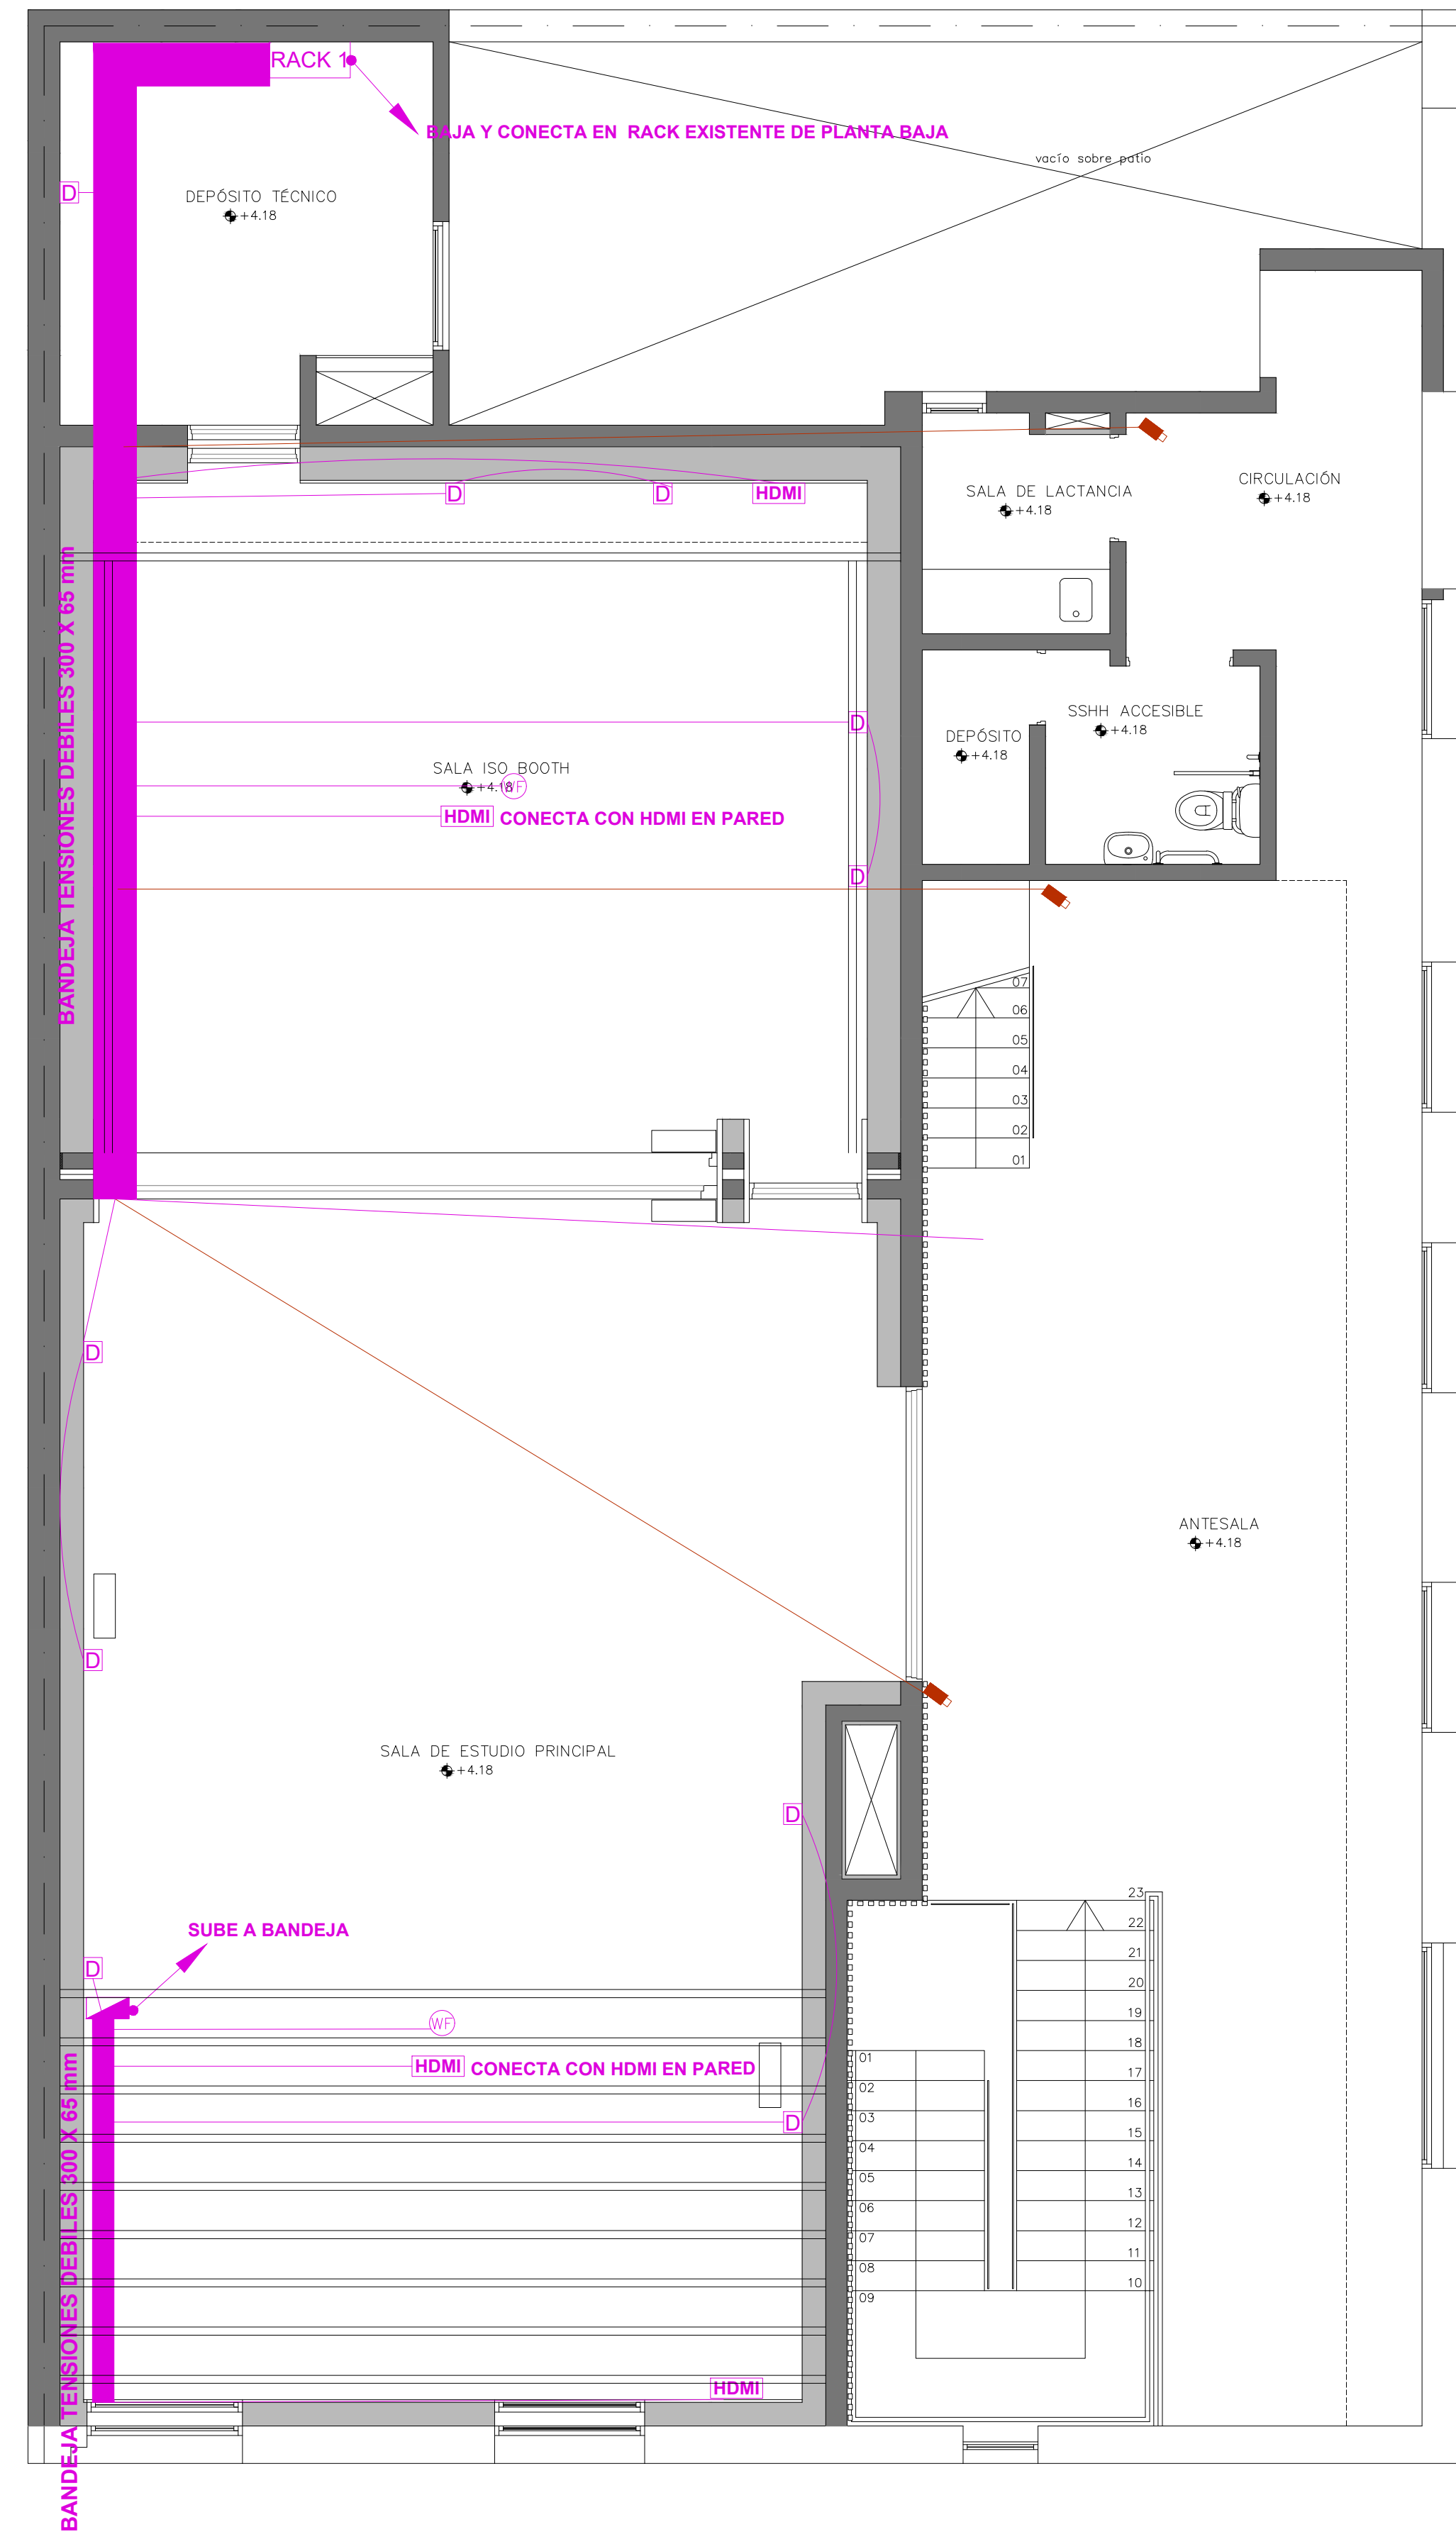 RACK 1
BAJA Y CONECTA EN RACK EXISTENTE DE PLANTA BAJA
vacío sobre patio
D
DEPÓSITO TÉCNICO
+4.18
SALA DE LACTANCIA
+4.18
CIRCULACIÓN
+4.18
D
D
HDMI
BANDEJA TENSIONES DEBILES 300 X 65 mm
D
SSHH ACCESIBLE
+4.18
DEPÓSITO
+4.18
SALA ISO BOOTH
+4.18
WF
HDMI CONECTA CON HDMI EN PARED
D
07
06
05
04
03
02
01
D
ANTESALA
+4.18
D
SALA DE ESTUDIO PRINCIPAL
+4.18
D
SUBE A BANDEJA
D
WF
HDMI CONECTA CON HDMI EN PARED
D
BANDEJA TENSIONES DEBILES 300 X 65 mm
HDMI
23
22
21
20
19
18
17
16
15
14
13
12
11
10
01
02
03
04
05
06
07
08
09